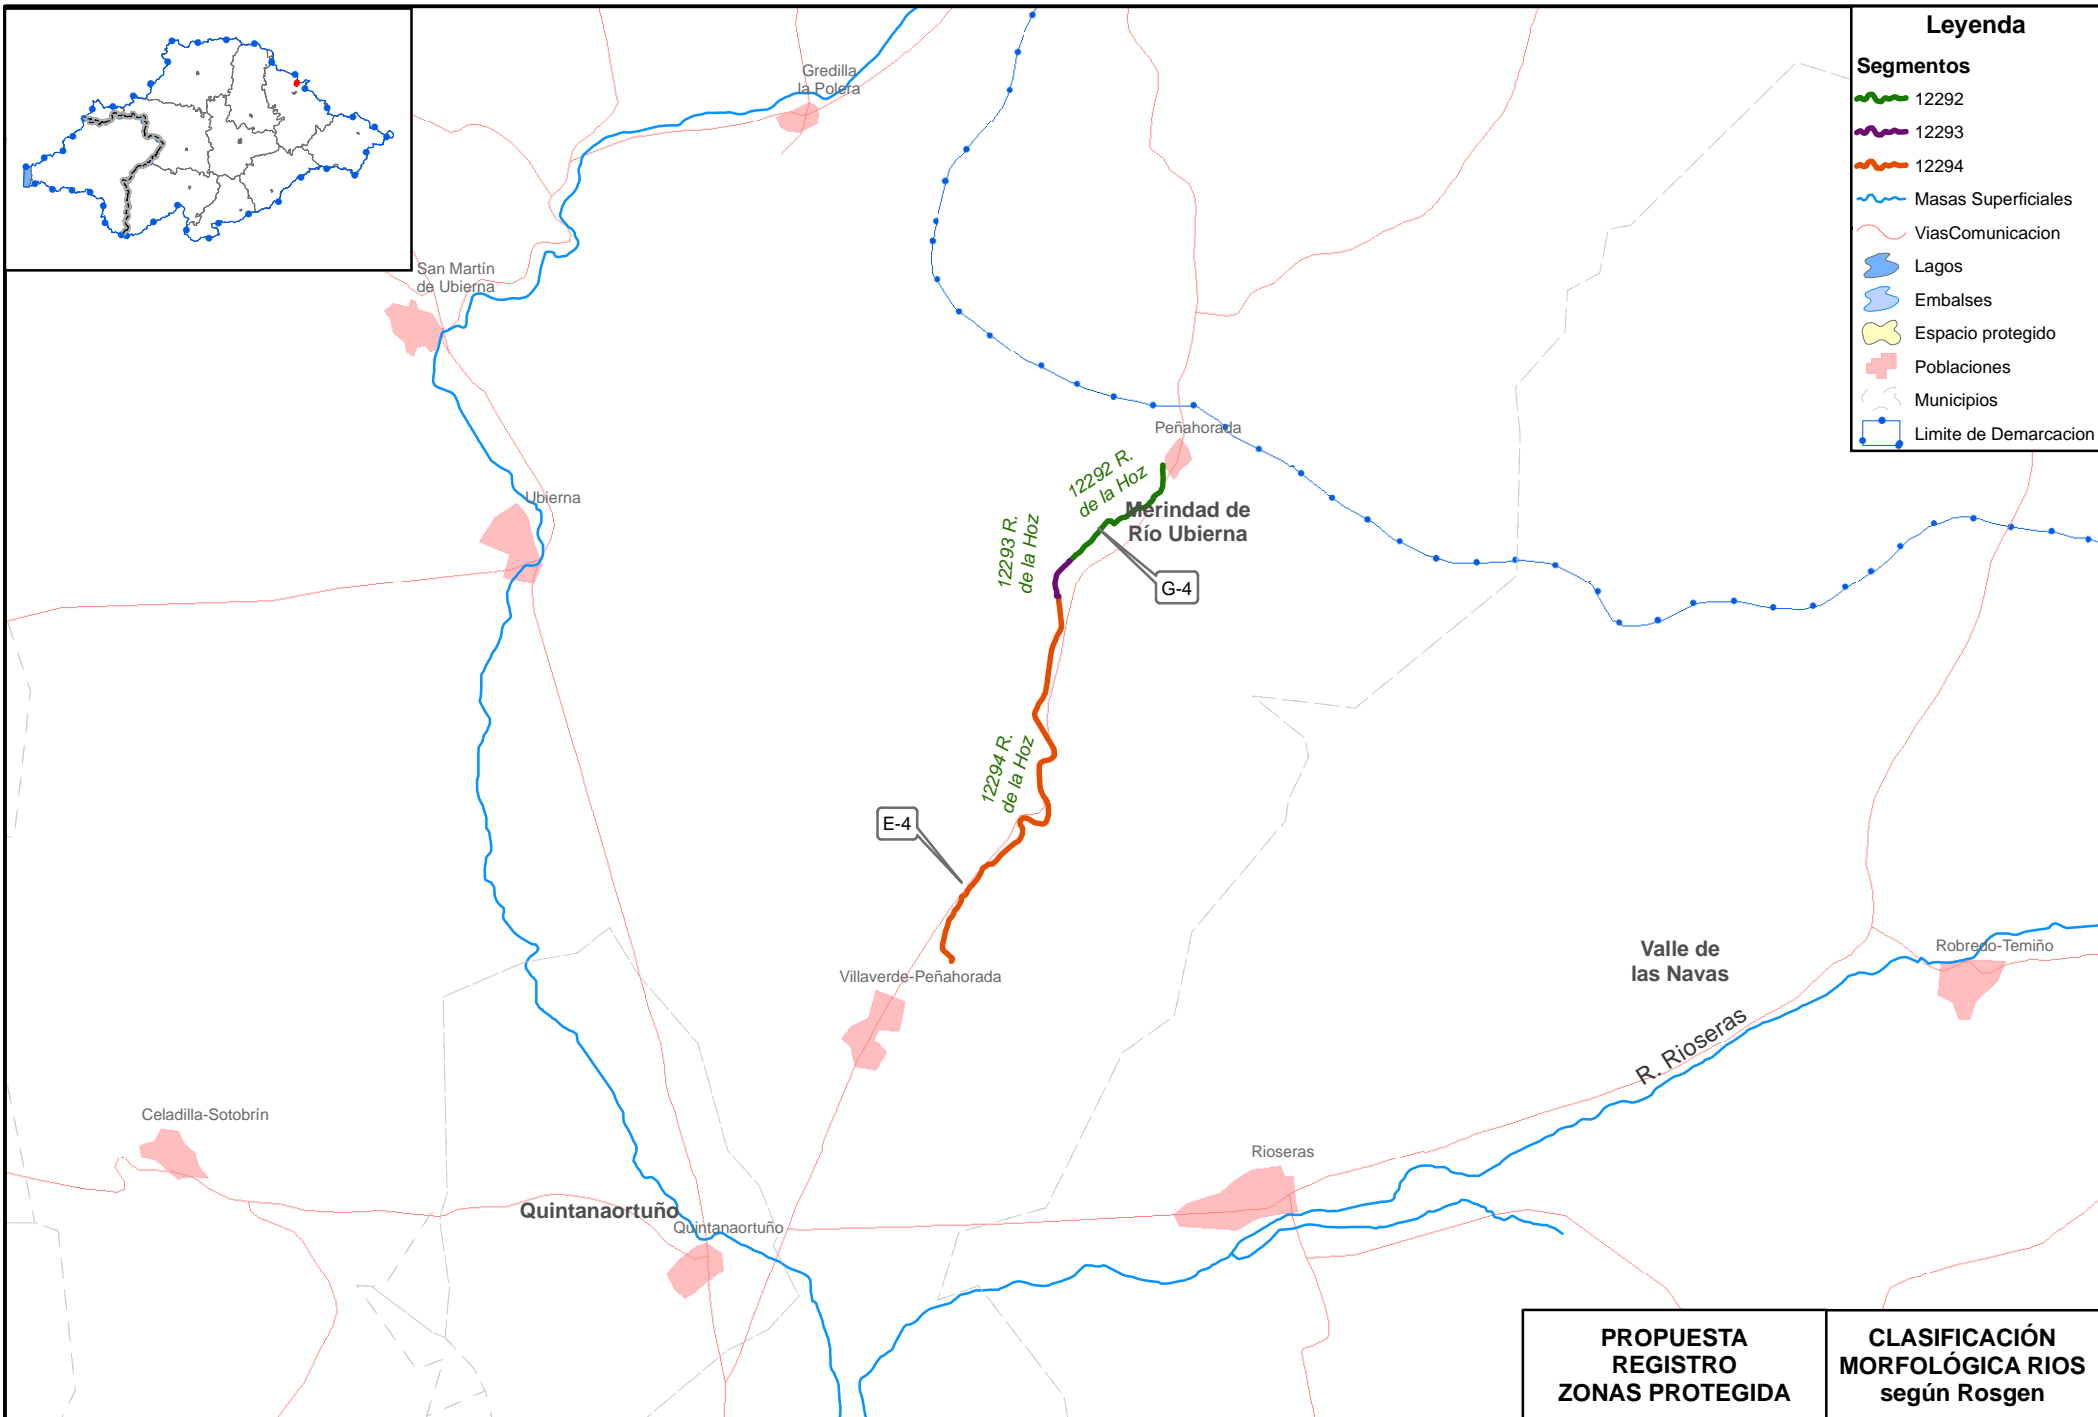 Leyenda
Segmentos
12292
12293
12294
Masas Superficiales
ViasComunicacion
Lagos
Embalses
Espacio protegido
Poblaciones
Municipios
Limite de Demarcacion
Gredilla
la Polera
San Martín
de Ubierna
Peñahorada
12292 R.
de la Hoz
Merindad de
Río Ubierna
Ubierna
12293 R.
de la Hoz
G-4
12294 R.
de la Hoz
E-4
Villaverde-Peñahorada
Valle de
las Navas
Robredo-Temiño
R. Rioseras
Celadilla-Sotobrín
Rioseras
Quintanaortuño
Quintanaortuño
PROPUESTA
REGISTRO
ZONAS PROTEGIDA
CLASIFICACIÓN
MORFOLÓGICA RIOS
según Rosgen